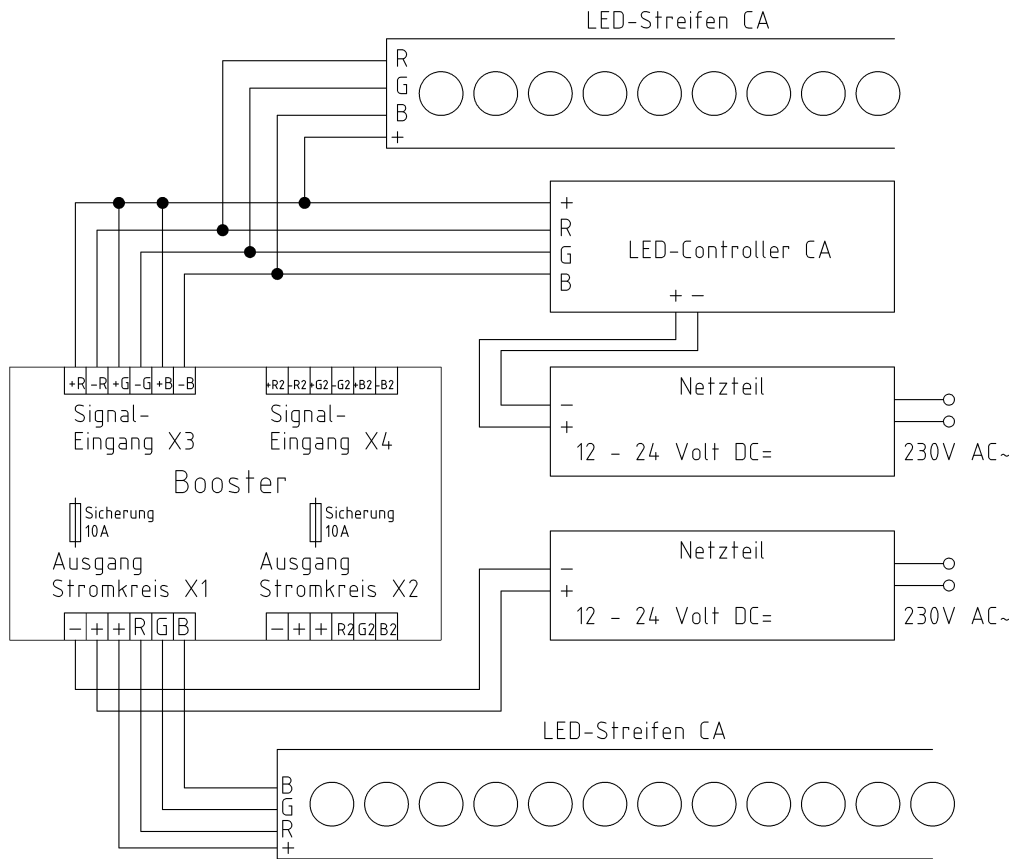 LED-Streifen CA
R
G
B
+
+
R
G
B
LED-Controller CA
+ −
+R -R +G -G +B -B
+R2 -R2 +G2 -G2 +B2 -B2
Signal-
Eingang X3
Signal-
Eingang X4
Booster
Netzteil
−
+
12 - 24 Volt DC=
230V AC~
Sicherung
10A
Sicherung
10A
Ausgang
Stromkreis X1
Ausgang
Stromkreis X2
− + + R G B
− + + R2 G2 B2
Netzteil
−
+
12 - 24 Volt DC=
230V AC~
LED-Streifen CA
B
G
R
+